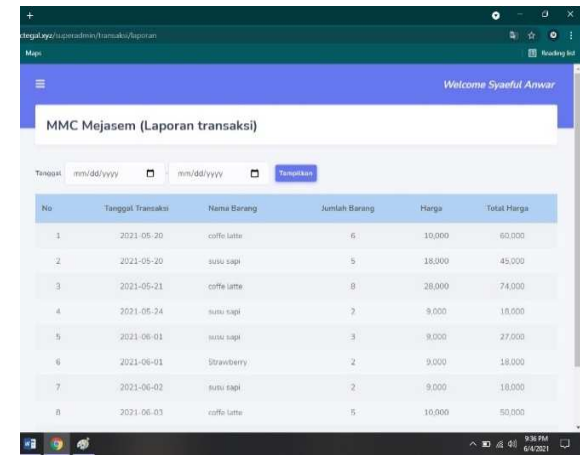 ctegal.xyz/superadmin/transaksi/laporan
Maps
Reading list
Welcome Syaeful Anwar
MMC Mejasem (Laporan transaksi)
Tanggal mm/dd/yyyy mm/dd/yyyy Tampilkan
No Tanggal Transaksi Nama Barang Jumlah Barang Harga Total Harga
1 2021-05-20 coffe latte 6 10,000 60,000
2 2021-05-20 susu sapi 5 18,000 45,000
3 2021-05-21 coffe latte 8 28,000 74,000
4 2021-05-24 susu sapi 2 9,000 18,000
5 2021-06-01 susu sapi 3 9,000 27,000
6 2021-06-01 Strawberry 2 9,000 18,000
7 2021-06-02 susu sapi 2 9,000 18,000
8 2021-06-03 coffe latte 5 10,000 50,000
9:36 PM
6/4/2021